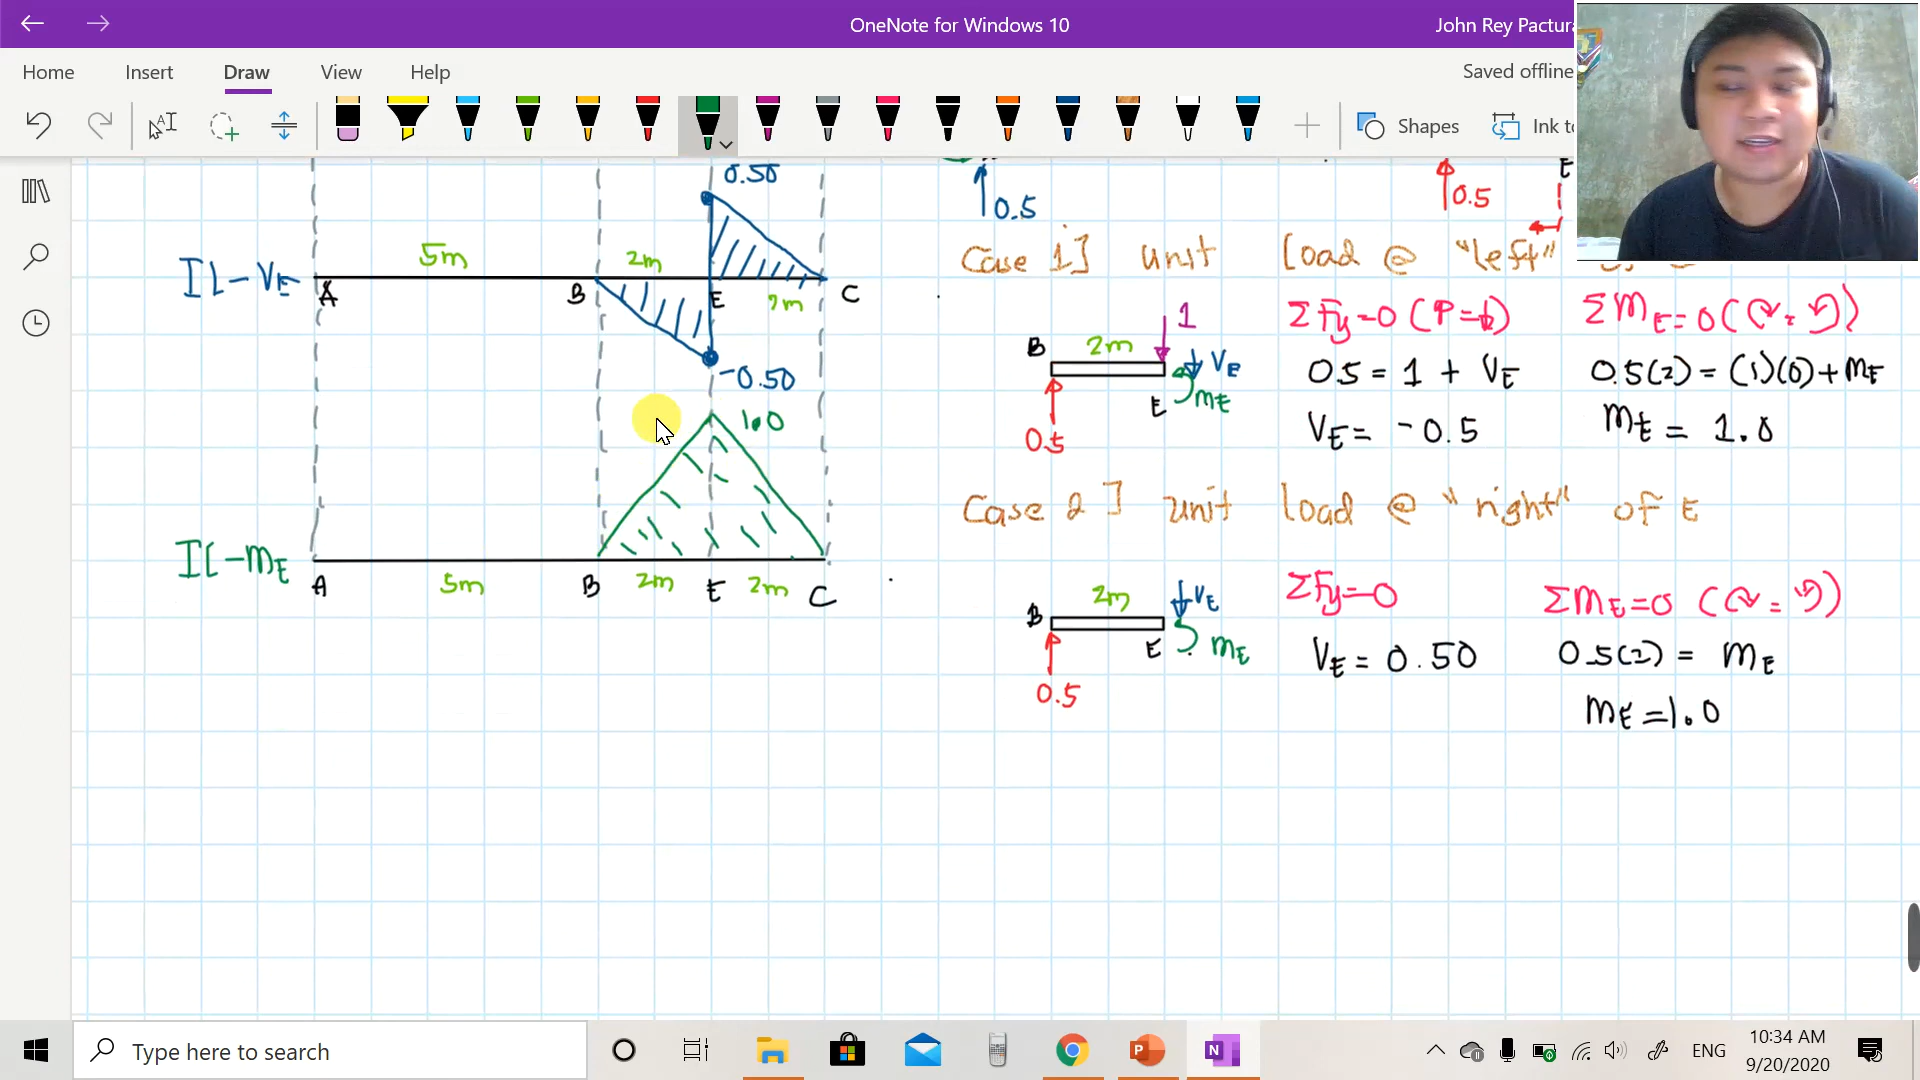 OneNote for Windows 10
John Rey Pactura
Home Insert Draw View Help
Saved offline
Shapes
Ink to
0.50
IL-VE
5m
2m
A
B
E
2m
C
-0.50
1.0
IL-ME
A
5m
B
2m
E
2m
C
0.5
0.5
E
Case 1] unit load @ "left"
B
2m
1
VE
ME
E
0.5
ΣFy=0 (↑=↓)
0.5 = 1 + VE
VE = -0.5
ΣME=0 (↷=↶)
0.5(2) = (1)(0)+ME
ME = 1.0
Case 2] unit load @ "right" of E
B
2m
VE
ME
E
0.5
ΣFy=0
VE = 0.50
ΣME=0 (↷=↶)
0.5(2) = ME
ME = 1.0
Type here to search
ENG
10:34 AM
9/20/2020